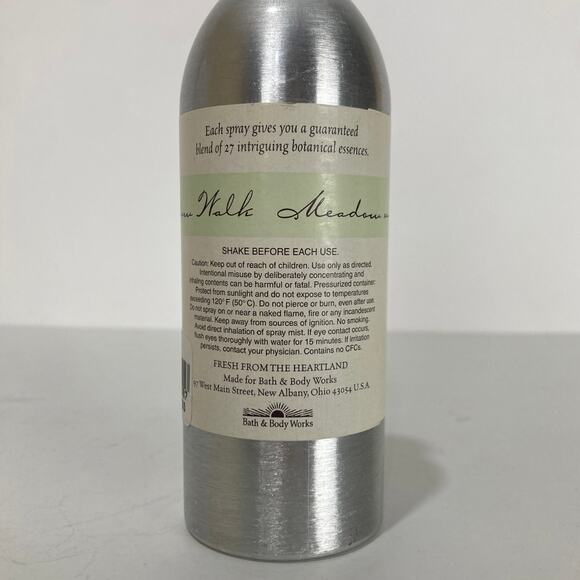 Each spray gives you a guaranteed
blend of 27 intriguing botanical essences.
Walk Meadow
SHAKE BEFORE EACH USE.
Caution: Keep out of reach of children. Use only as directed.
Intentional misuse by deliberately concentrating and
inhaling contents can be harmful or fatal. Pressurized container:
Protect from sunlight and do not expose to temperatures
exceeding 120° F (50° C). Do not pierce or burn, even after use.
Do not spray on or near a naked flame, fire or any incandescent
material. Keep away from sources of ignition. No smoking.
Avoid direct inhalation of spray mist. If eye contact occurs,
flush eyes thoroughly with water for 15 minutes. If irritation
persists, contact your physician. Contains no CFCs.
FRESH FROM THE HEARTLAND
Made for Bath & Body Works
97 West Main Street, New Albany, Ohio 43054 U.S.A.
Bath & Body Works